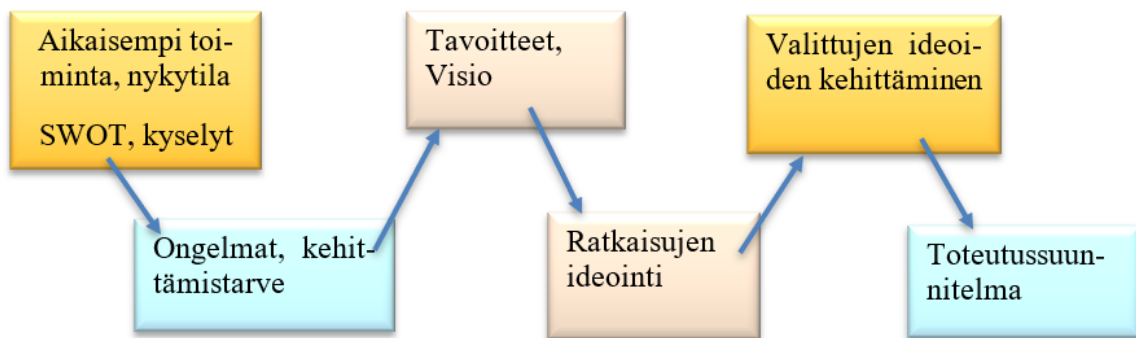 Aikaisempi toi-
minta, nykytila
SWOT, kyselyt
Ongelmat, kehit-
tämistarve
Tavoitteet,
Visio
Ratkaisujen
ideointi
Valittujen ideoi-
den kehittäminen
Toteutussuun-
nitelma